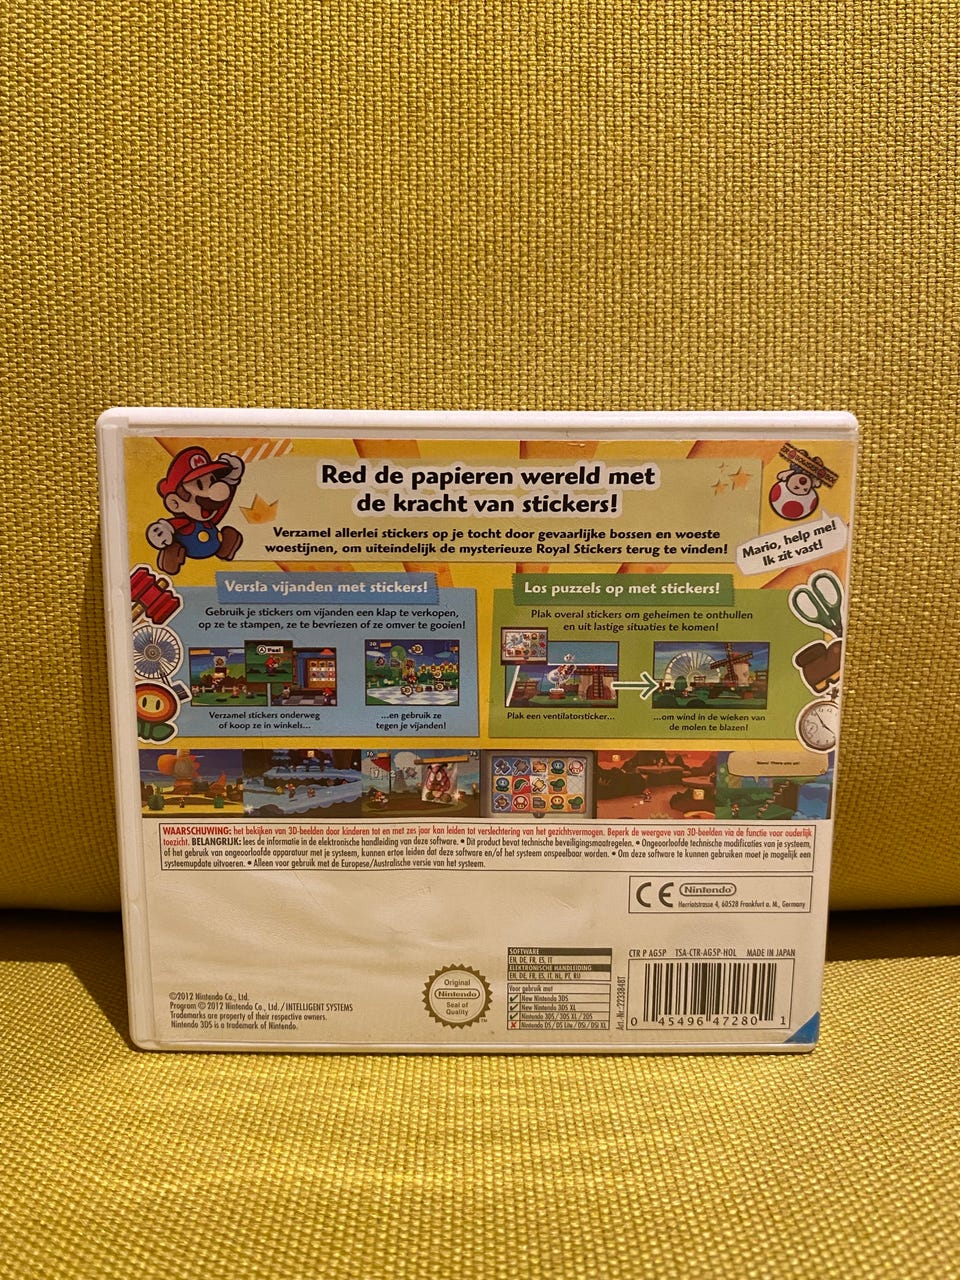 Red de papieren wereld met
de kracht van stickers!
Verzamel allerlei stickers op je tocht door gevaarlijke bossen en woeste
woestijnen, om uiteindelijk de mysterieuze Royal Stickers terug te vinden!
Mario, help me!
Ik zit vast!
Versla vijanden met stickers!
Gebruik je stickers om vijanden een klap te verkopen,
op ze te stampen, ze te bevriezen of ze omver te gooien!
Verzamel stickers onderweg
of koop ze in winkels...
...en gebruik ze
tegen je vijanden!
Los puzzels op met stickers!
Plak overal stickers om geheimen te onthullen
en uit lastige situaties te komen!
Plak een ventilatorsticker...
...om wind in de wieken van
de molen te blazen!
WAARSCHUWING: het bekijken van 3D-beelden door kinderen tot en met zes jaar kan leiden tot verslechtering van het gezichtsvermogen. Beperk de weergave van 3D-beelden via de functie voor ouderlijk
toezicht. BELANGRIJK: lees de informatie in de elektronische handleiding van deze software. • Dit product bevat technische beveiligingsmaatregelen. • Ongeoorloofde technische modificaties van je systeem,
of het gebruik van ongeoorloofde apparatuur met je systeem, kunnen ertoe leiden dat deze software en/of het systeem onspeelbaar worden. • Om deze software te kunnen gebruiken moet je mogelijk een
systeemupdate uitvoeren. • Alleen voor gebruik met de Europese/Australische versie van het systeem.
CE Nintendo
Herriotstrasse 4, 60528 Frankfurt a. M., Germany
©2012 Nintendo Co., Ltd.
Program © 2012 Nintendo Co., Ltd. / INTELLIGENT SYSTEMS
Trademarks are property of their respective owners.
Nintendo 3DS is a trademark of Nintendo.
Original
Nintendo
Seal of
Quality
TM
SOFTWARE
EN, DE, FR, ES, IT
ELEKTRONISCHE HANDLEIDING
EN, DE, FR, ES, IT, NL, PT, RU
Voor gebruik met
New Nintendo 3DS
New Nintendo 3DS XL
Nintendo 3DS/3DS XL/2DS
Nintendo DS/DS Lite/DSi/DSi XL
Art.-Nr. 2233848T
CTR P AG5P TSA-CTR-AG5P-HOL MADE IN JAPAN
0 45496 47280 1